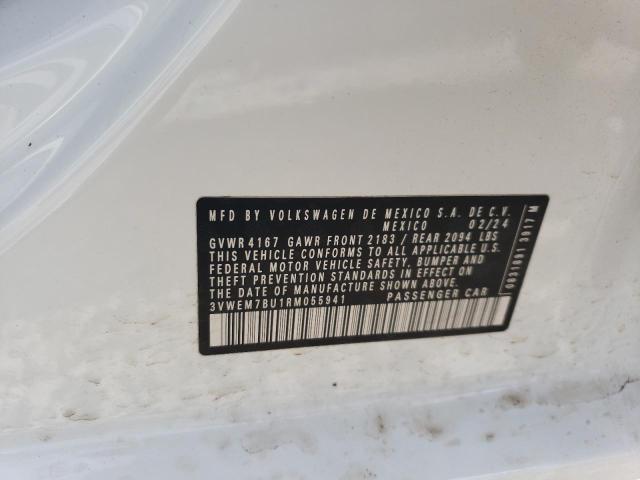 MFD BY VOLKSWAGEN DE MEXICO S.A. DE C.V.
MEXICO 02/24
GVWR 4167 GAWR FRONT 2183 / REAR 2094 LBS
THIS VEHICLE CONFORMS TO ALL APPLICABLE U.S.
FEDERAL MOTOR VEHICLE SAFETY, BUMPER AND
THEFT PREVENTION STANDARDS IN EFFECT ON
THE DATE OF MANUFACTURE SHOWN ABOVE.
3VWEM7BU1RM055941 PASSENGER CAR